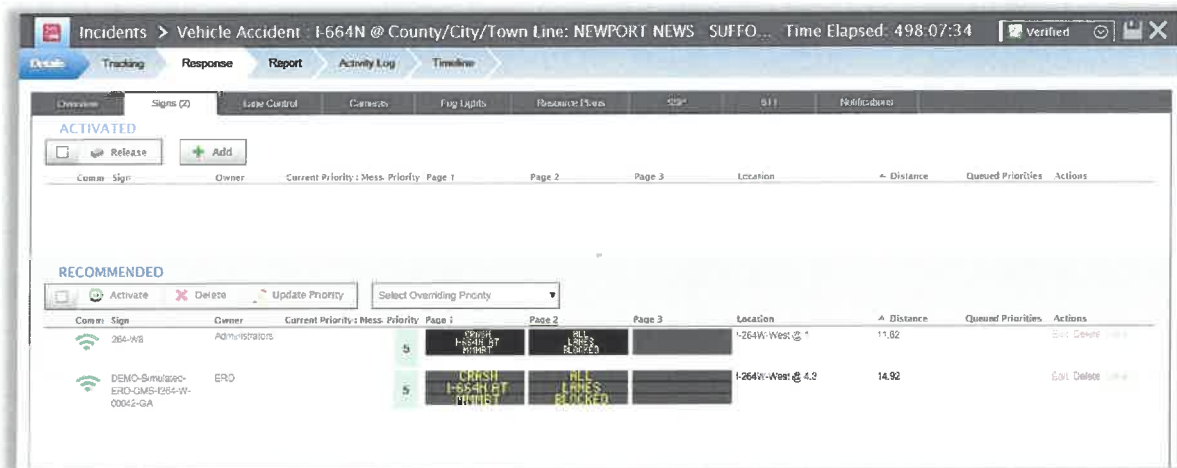 Incidents > Vehicle Accident : I-664N @ County/City/Town Line: NEWPORT NEWS SUFFO... Time Elapsed: 498:07:34 Verified
Details Tracking Response Report Activity Log Timeline
Overview Signs (2) Lane Control Cameras Fog Lights Resource Plans SSP 511 Notifications
ACTIVATED
Release Add
Comm Sign Owner Current Priority : Mess. Priority Page 1 Page 2 Page 3 Location Distance Queued Priorities Actions
RECOMMENDED
Activate Delete Update Priority Select Overriding Priority
Comm Sign Owner Current Priority : Mess. Priority Page 1 Page 2 Page 3 Location Distance Queued Priorities Actions
264-W8 Administrators 5 CRASH I-664N AT MMMBT ALL LANES BLOCKED I-264W-West @ 1 11.82 Edit Delete
DEMO-Simulated-ERO-CMS-I264-W-00042-GA ERO 5 CRASH I-664N AT MMMBT ALL LANES BLOCKED I-264W-West @ 4.3 14.92 Edit Delete